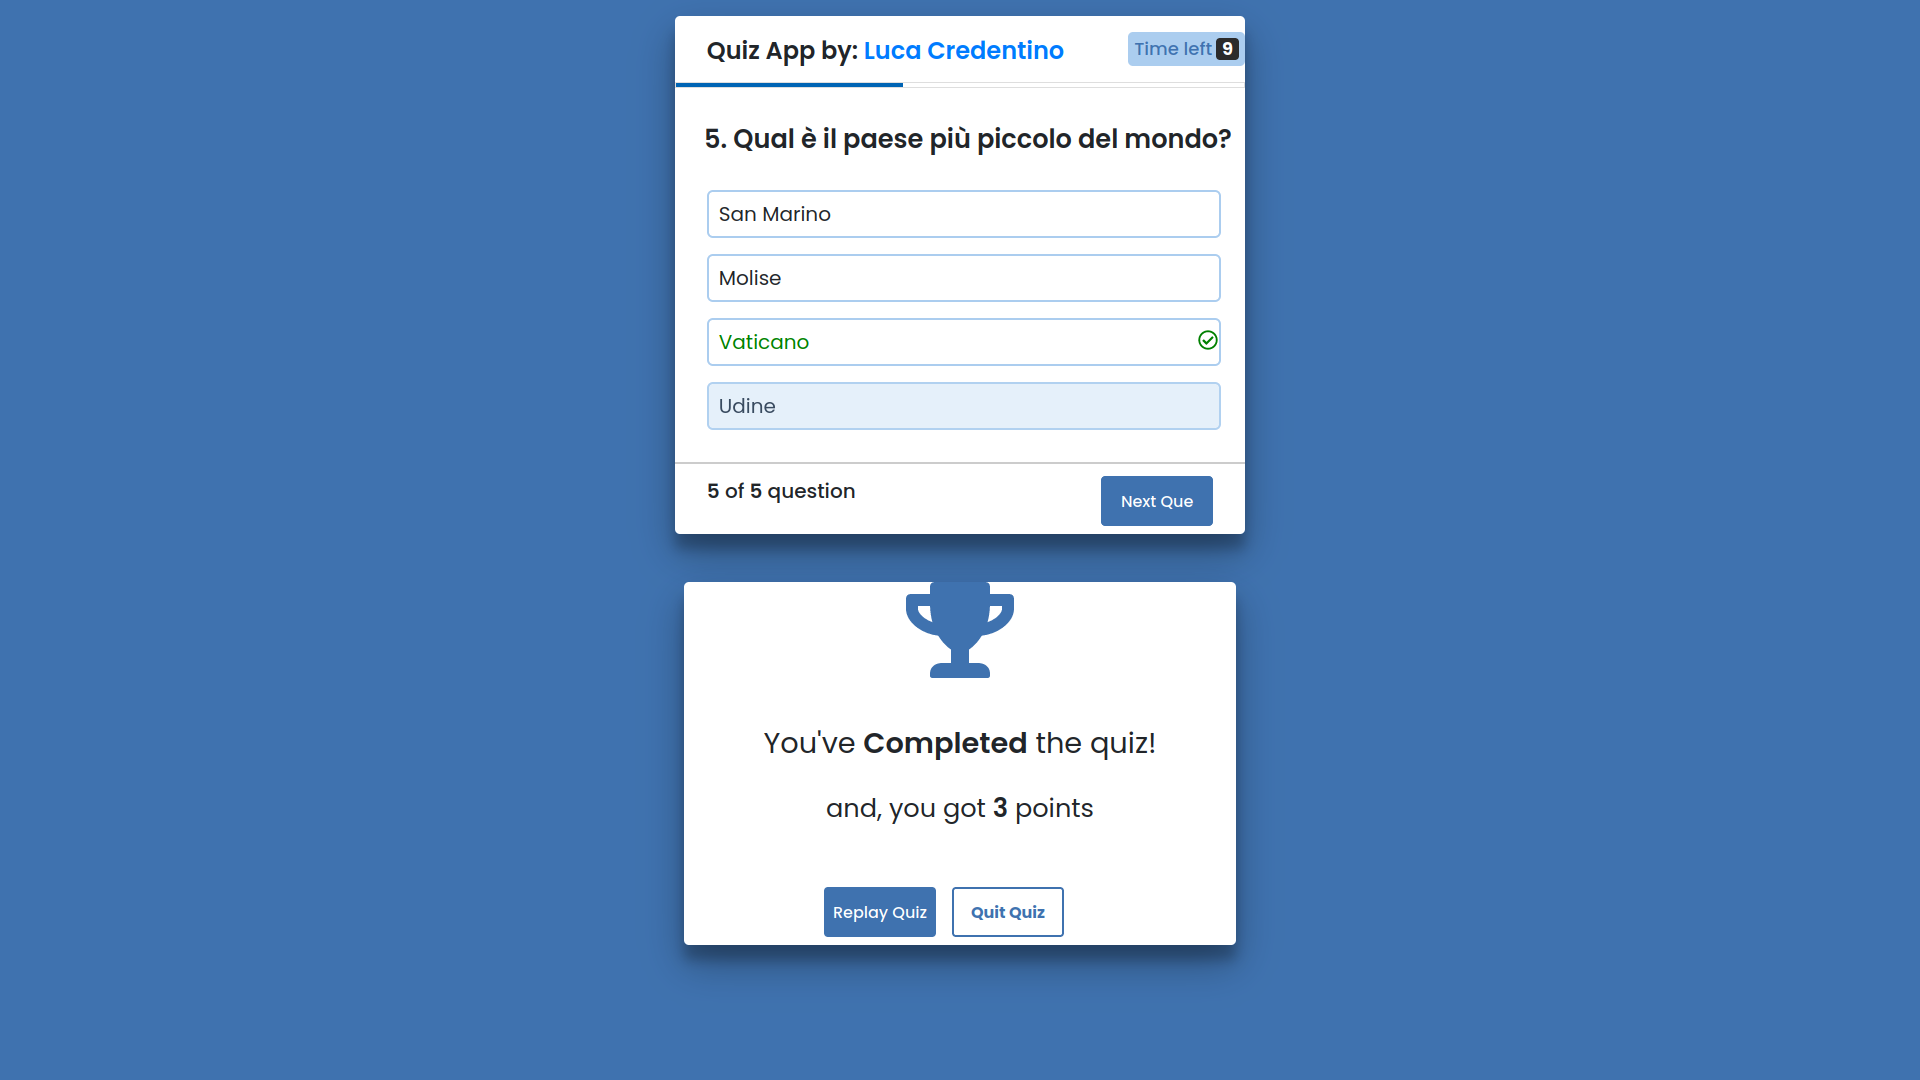 Quiz App by: Luca Credentino
Time left 9
5. Qual è il paese più piccolo del mondo?
San Marino
Molise
Vaticano
Udine
5 of 5 question
Next Que
You've Completed the quiz!
and, you got 3 points
Replay Quiz
Quit Quiz